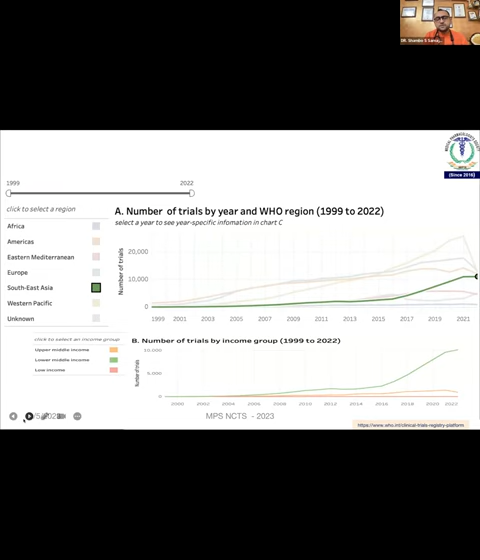 1999
2022
click to select a region
Africa
Americas
Eastern Mediterranean
Europe
South-East Asia
Western Pacific
Unknown
A. Number of trials by year and WHO region (1999 to 2022)
select a year to see year-specific infomation in chart C
Number of trials
20,000
10,000
0
1999 2001 2003 2005 2007 2009 2011 2013 2015 2017 2019 2021
click to select an income group
Upper middle income
Lower middle income
Low income
B. Number of trials by income group (1999 to 2022)
Number of trials
10,000
5,000
0
2000 2002 2004 2006 2008 2010 2012 2014 2016 2018 2020 2022
MPS NCTS - 2023
https://www.who.int/clinical-trials-registry-platform
(Since 2016)